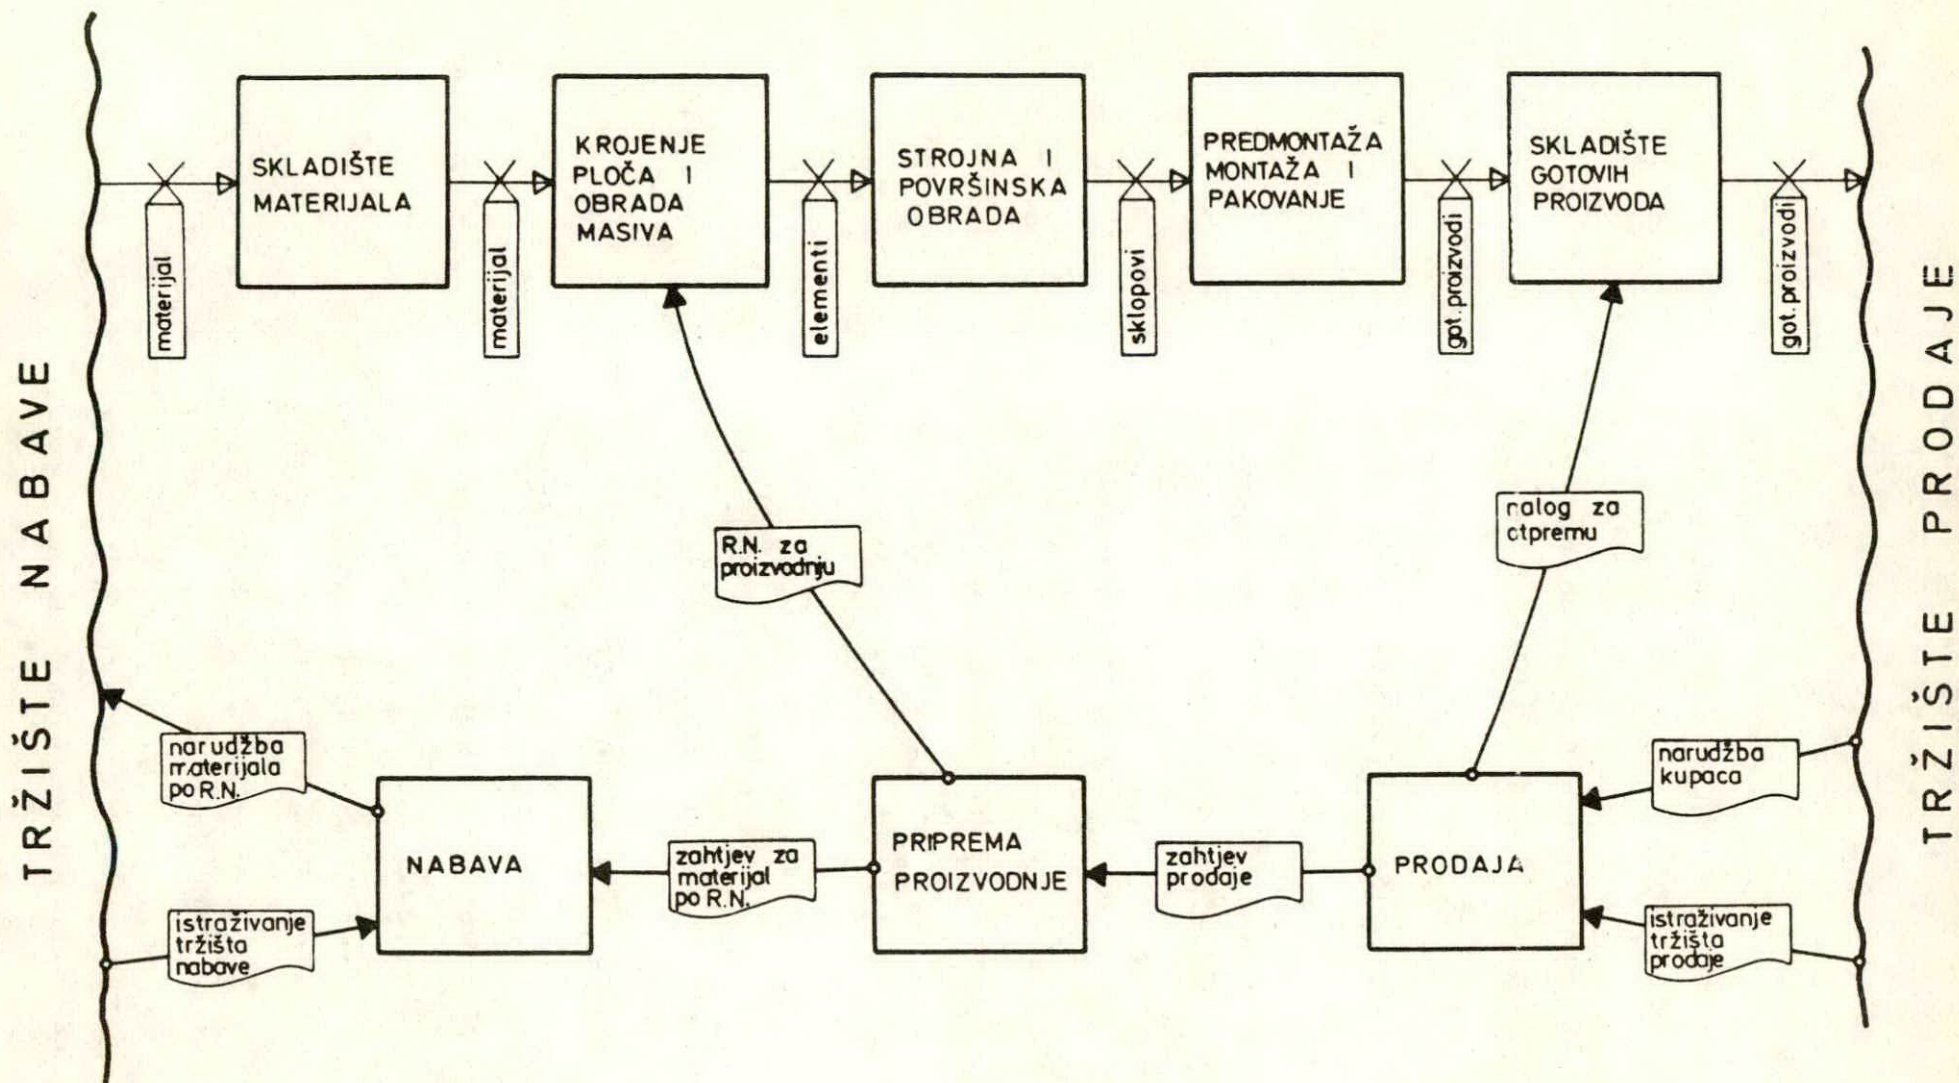 TRŽIŠTE NABAVE
SKLADIŠTE
MATERIJALA
KROJENJE
PLOČA I
OBRADA
MASIVA
STROJNA I
POVRŠINSKA
OBRADA
PREDMONTAŽA
MONTAŽA I
PAKOVANJE
SKLADIŠTE
GOTOVIH
PROIZVODA
materijal
materijal
elementi
sklopovi
got.proizvodi
got.proizvodi
TRŽIŠTE PRODAJE
R.N. za
proizvodnju
nalog za
otpremu
narudžba
materijala
po R.N.
narudžba
kupaca
NABAVA
zahtjev za
materijal
po R.N.
PRIPREMA
PROIZVODNJE
zahtjev
prodaje
PRODAJA
istraživanje
tržišta
nabave
istraživanje
tržišta
prodaje